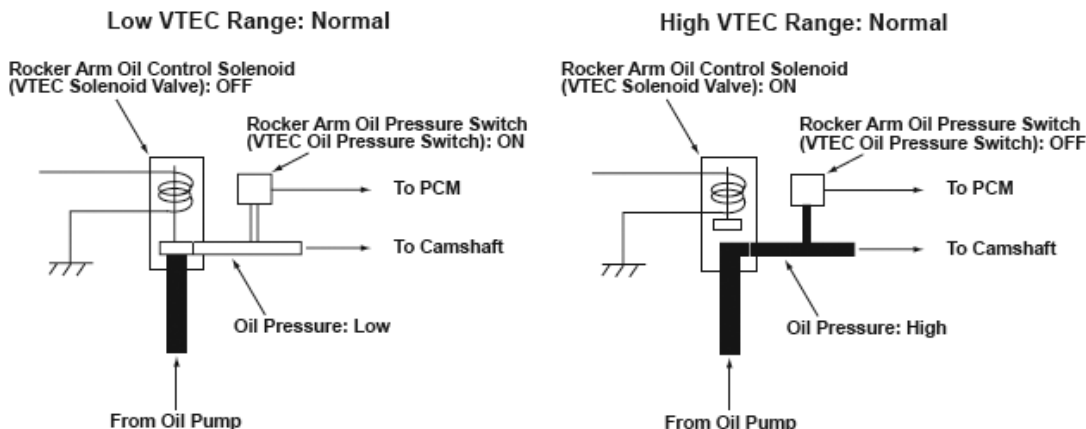 Low VTEC Range: Normal
Rocker Arm Oil Control Solenoid
(VTEC Solenoid Valve): OFF
Rocker Arm Oil Pressure Switch
(VTEC Oil Pressure Switch): ON
To PCM
To Camshaft
Oil Pressure: Low
From Oil Pump
High VTEC Range: Normal
Rocker Arm Oil Control Solenoid
(VTEC Solenoid Valve): ON
Rocker Arm Oil Pressure Switch
(VTEC Oil Pressure Switch): OFF
To PCM
To Camshaft
Oil Pressure: High
From Oil Pump